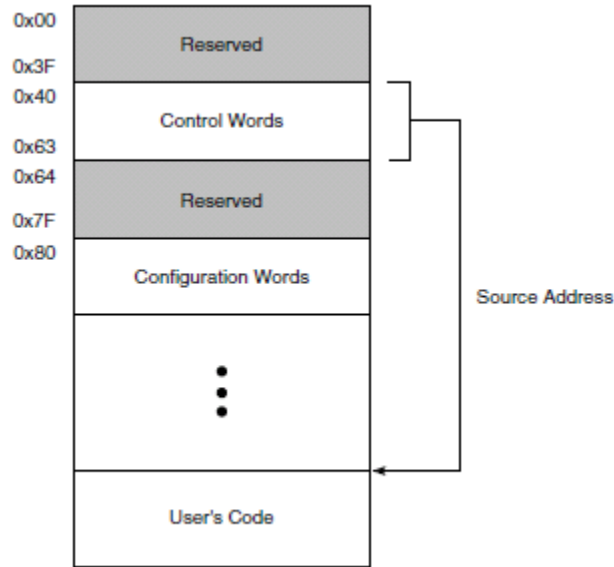 0x00
Reserved
0x3F
0x40
Control Words
0x63
0x64
Reserved
0x7F
0x80
Configuration Words
Source Address
User's Code